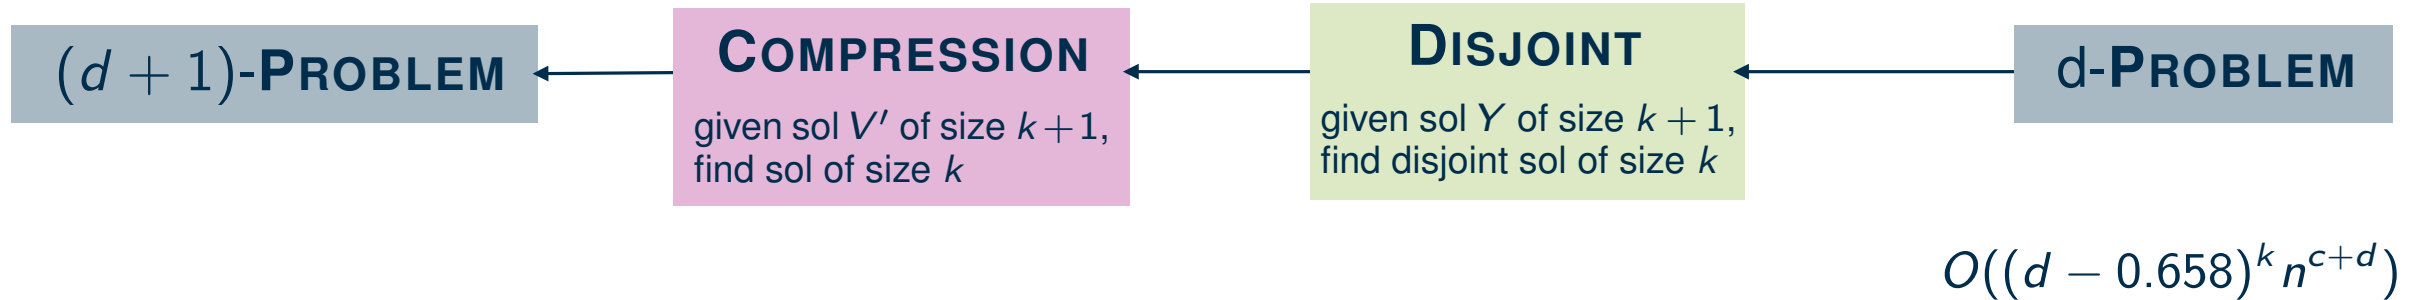 (d + 1)-PROBLEM
COMPRESSION
given sol V′ of size k + 1,
find sol of size k
DISJOINT
given sol Y of size k + 1,
find disjoint sol of size k
d-PROBLEM
O((d − 0.658)^k n^{c+d})